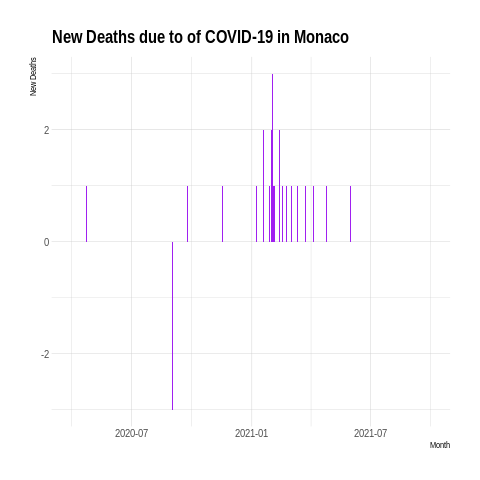 New Deaths due to of COVID-19 in Monaco
New Deaths
2
0
-2
2020-07
2021-01
2021-07
Month